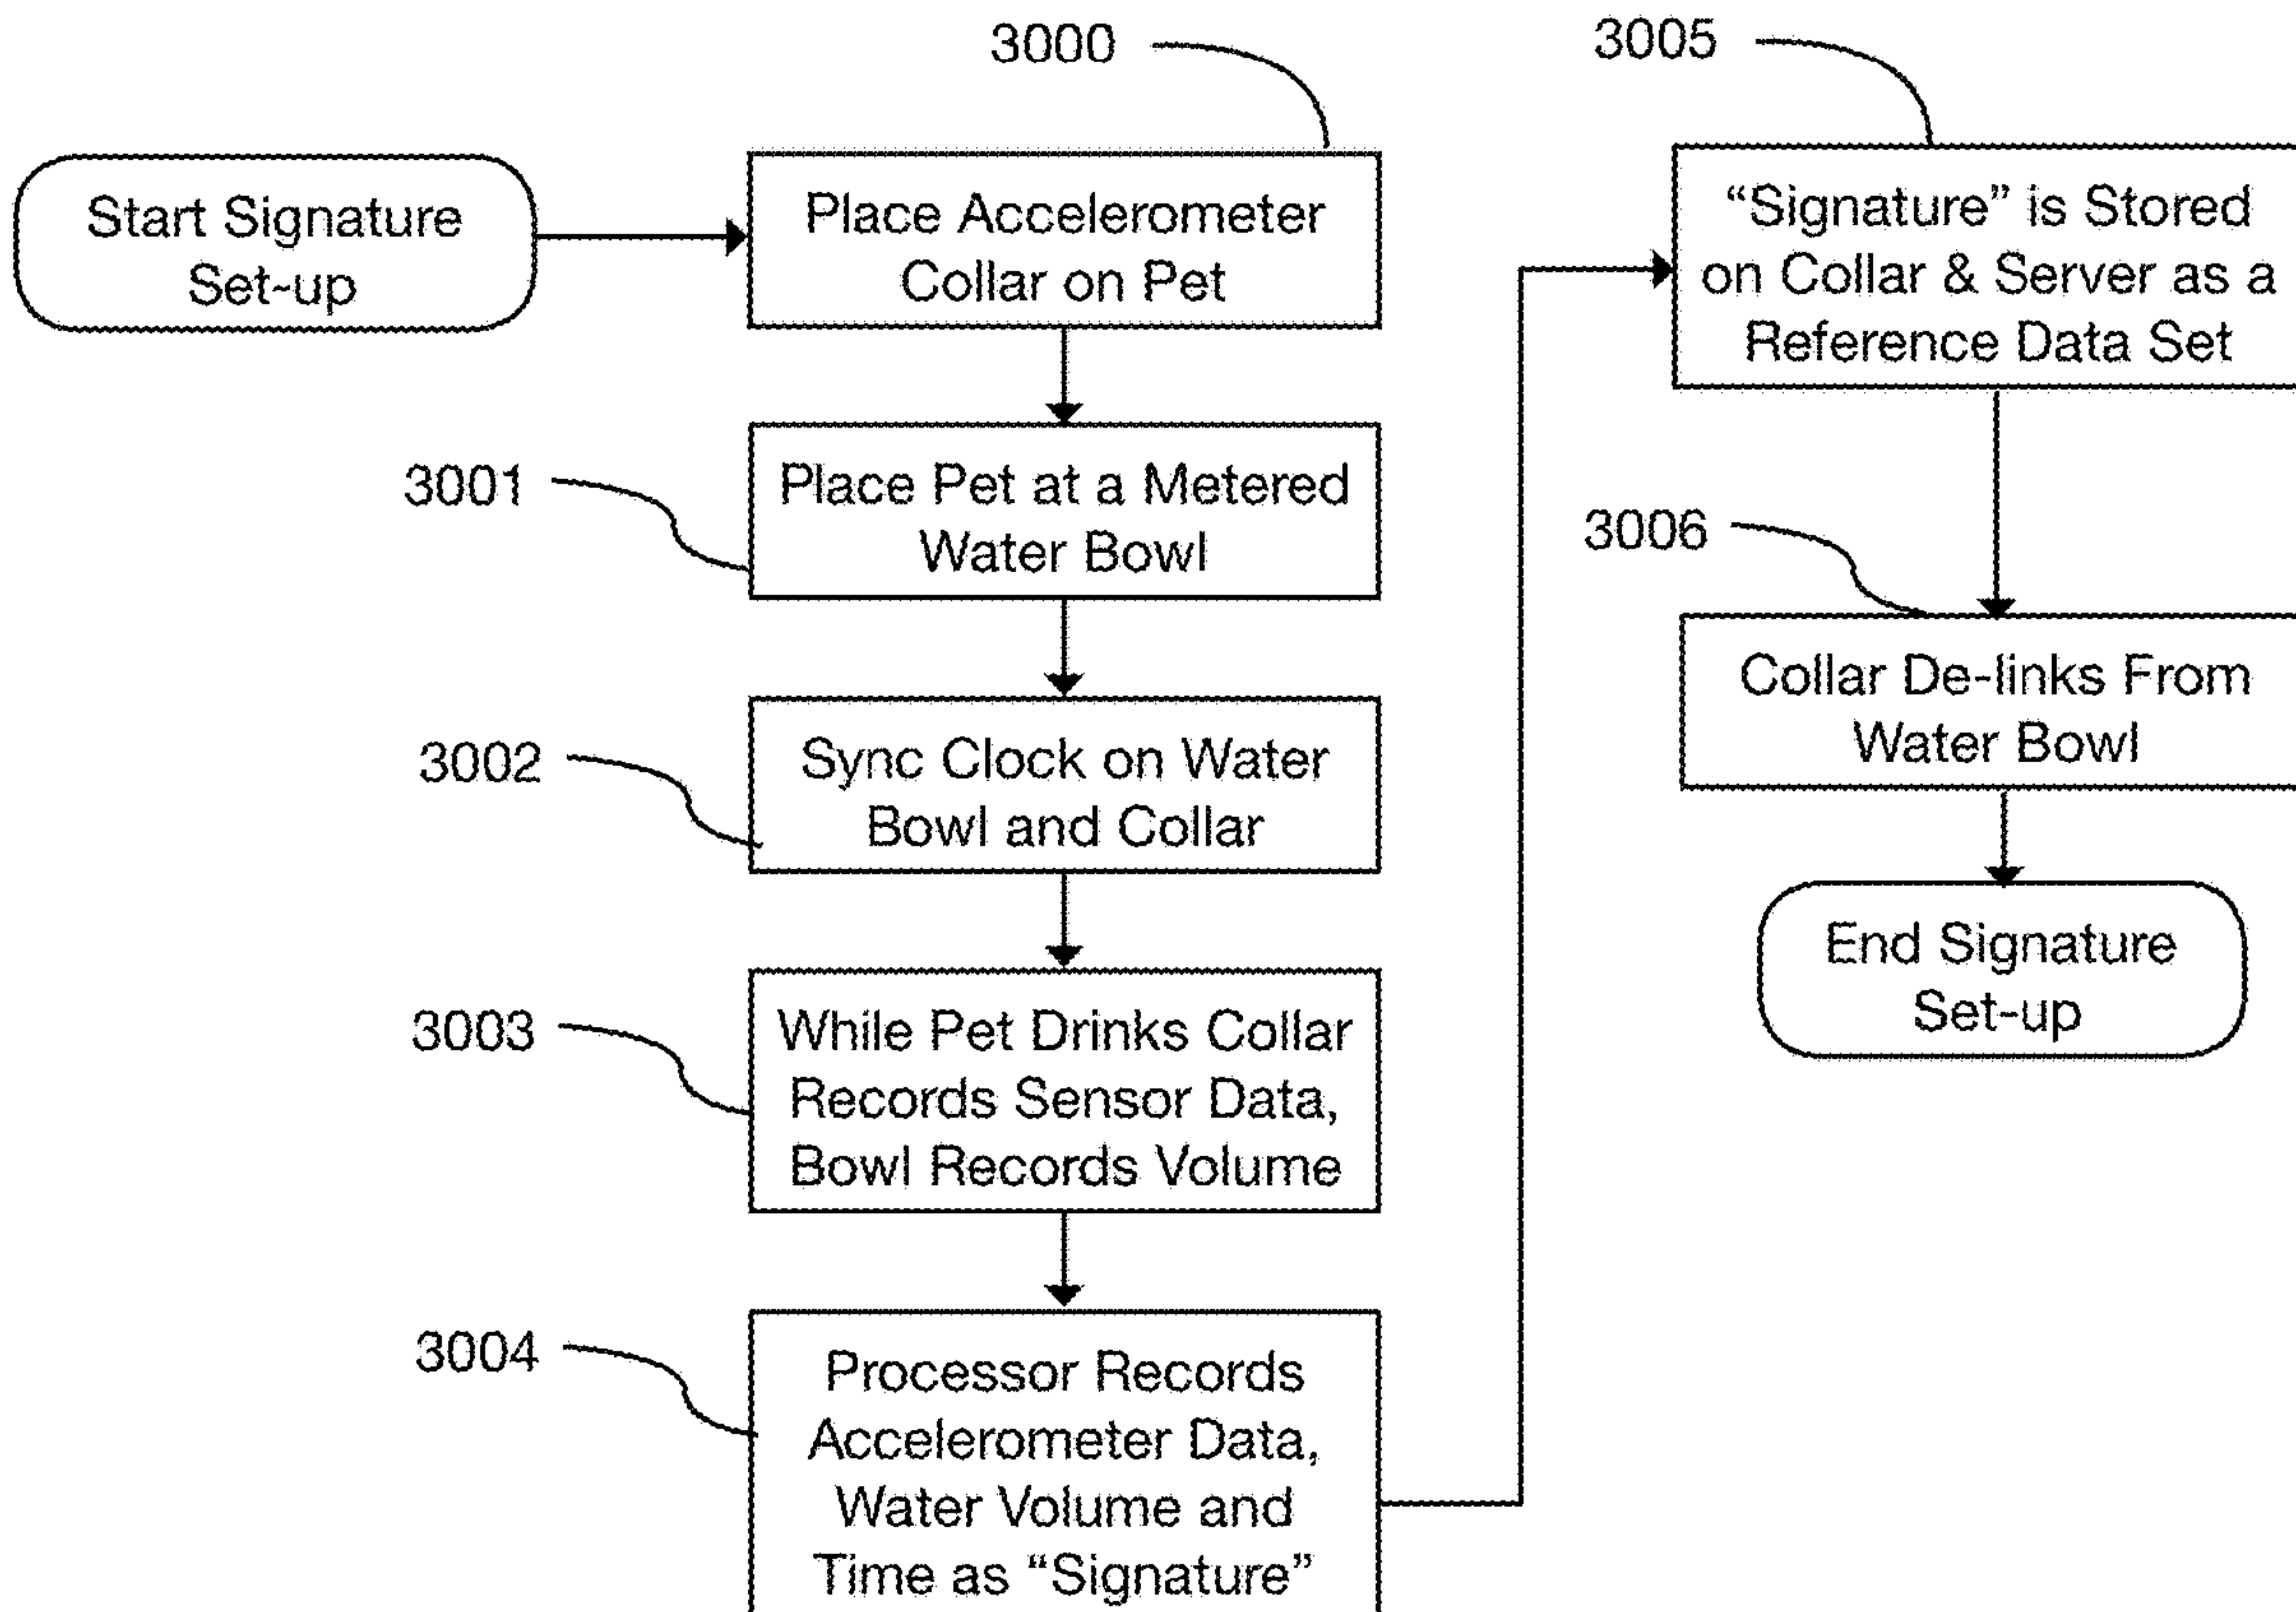 Start Signature
Set-up
3000
Place Accelerometer
Collar on Pet
3001
Place Pet at a Metered
Water Bowl
3002
Sync Clock on Water
Bowl and Collar
3003
While Pet Drinks Collar
Records Sensor Data,
Bowl Records Volume
3004
Processor Records
Accelerometer Data,
Water Volume and
Time as “Signature”
3005
“Signature” is Stored
on Collar & Server as a
Reference Data Set
3006
Collar De-links From
Water Bowl
End Signature
Set-up